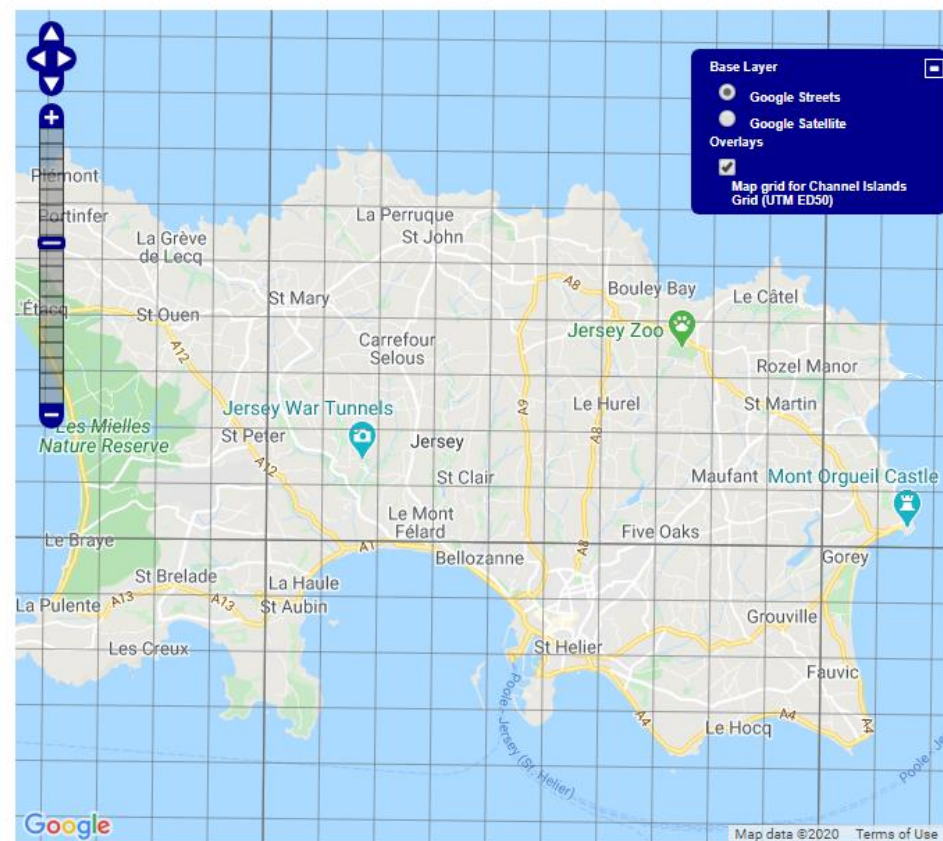 Base Layer
Google Streets
Google Satellite
Overlays
Map grid for Channel Islands
Grid (UTM ED50)
Plémont
Portinfer
La Perruque
La Grève
de Lecq
St John
Bouley Bay
Le Câtel
St Mary
L'Étacq
St Ouen
A8
Jersey Zoo
Carrefour
Selous
A12
Rozel Manor
Jersey War Tunnels
A9
Le Hurel
St Martin
Les Mielles
Nature Reserve
St Peter
Jersey
A8
A12
St Clair
Maufant
Mont Orgueil Castle
Le Mont
Félard
Five Oaks
Le Braye
A1
Bellozanne
A8
Gorey
St Brelade
La Haule
La Pulente
A13
A13
St Aubin
Grouville
Les Creux
St Helier
Fauvic
Poole - Jersey (St. Helier)
A4
Le Hocq
A4
A4
Poole - Je
Google
Map data ©2020
Terms of Use